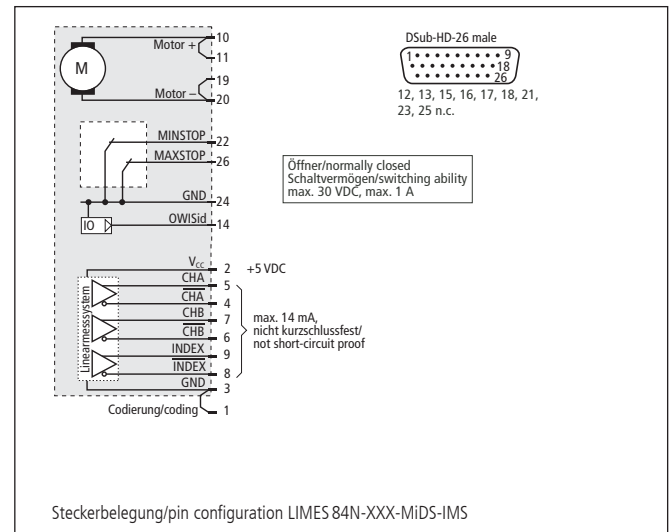 Motor +
10
11
M
19
Motor –
20
MINSTOP
22
MAXSTOP
26
GND
24
IO
OWISid
14
VCC
2 +5 VDC
CHA
5
CHA
4
CHB
7
CHB
6
INDEX
9
INDEX
8
GND
3
Linearmesssystem
Codierung/coding
1
max. 14 mA,
nicht kurzschlussfest/
not short-circuit proof
DSub-HD-26 male
1 9
18
26
12, 13, 15, 16, 17, 18, 21,
23, 25 n.c.
Öffner/normally closed
Schaltvermögen/switching ability
max. 30 VDC, max. 1 A
Steckerbelegung/pin configuration LIMES 84N-XXX-MiDS-IMS